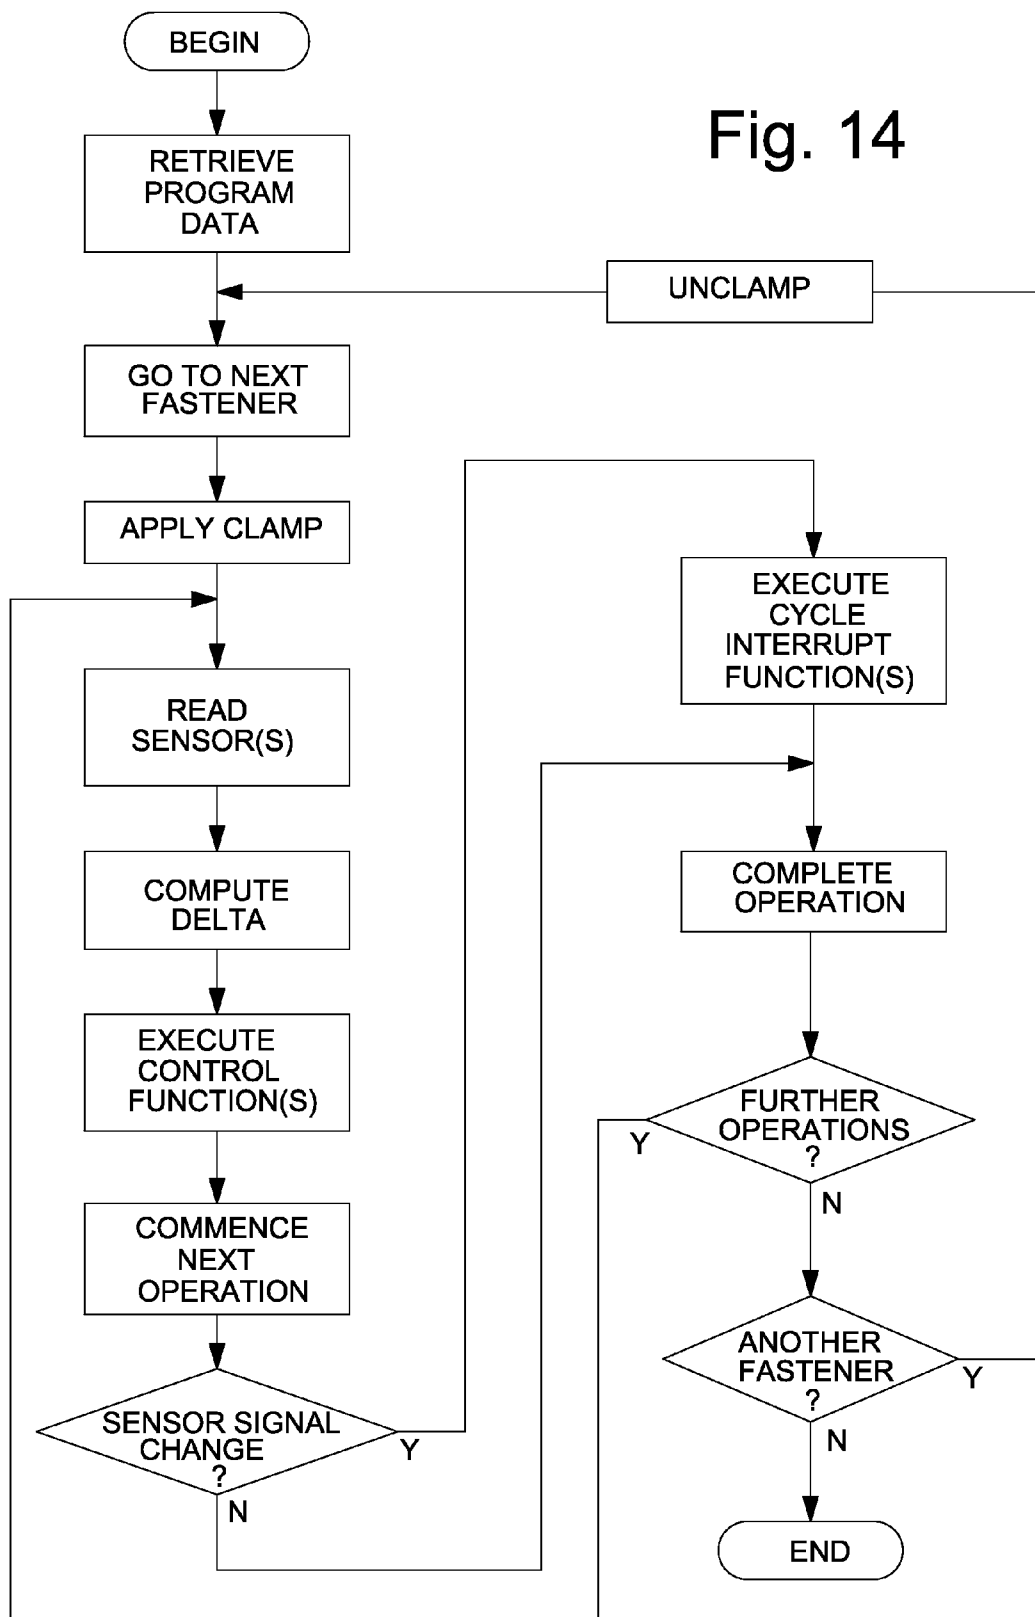 BEGIN
Fig. 14
RETRIEVE
PROGRAM
DATA
UNCLAMP
GO TO NEXT
FASTENER
APPLY CLAMP
READ
SENSOR(S)
COMPUTE
DELTA
EXECUTE
CONTROL
FUNCTION(S)
COMMENCE
NEXT
OPERATION
SENSOR SIGNAL
CHANGE
?
Y
N
EXECUTE
CYCLE
INTERRUPT
FUNCTION(S)
COMPLETE
OPERATION
FURTHER
OPERATIONS
?
Y
N
ANOTHER
FASTENER
?
Y
N
END